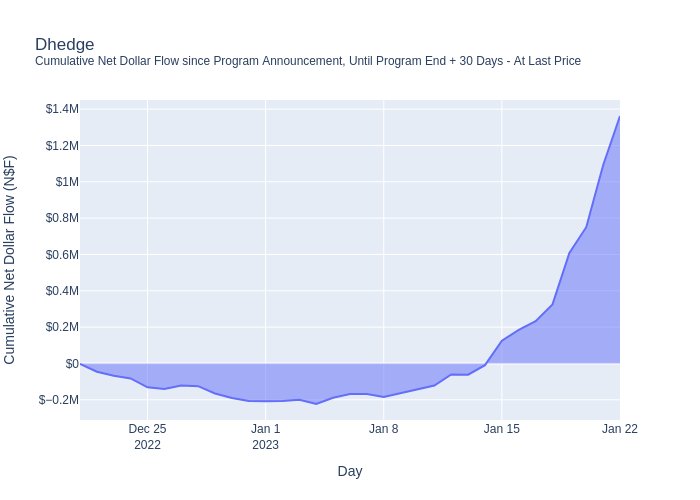 Dhedge
Cumulative Net Dollar Flow since Program Announcement, Until Program End + 30 Days - At Last Price
Cumulative Net Dollar Flow (N$F)
$1.4M
$1.2M
$1M
$0.8M
$0.6M
$0.4M
$0.2M
$0
$−0.2M
Dec 25 Jan 1 Jan 8 Jan 15 Jan 22
2022 2023
Day